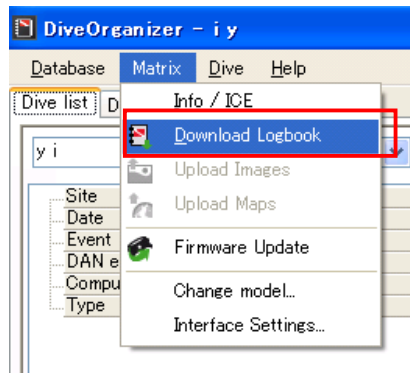 DiveOrganizer - i y
Database Matrix Dive Help
Dive list D
Info / ICE
Download Logbook
y i
Upload Images
Site
Upload Maps
Date
Event
Firmware Update
DAN e
Compu
Change model...
Type
Interface Settings...